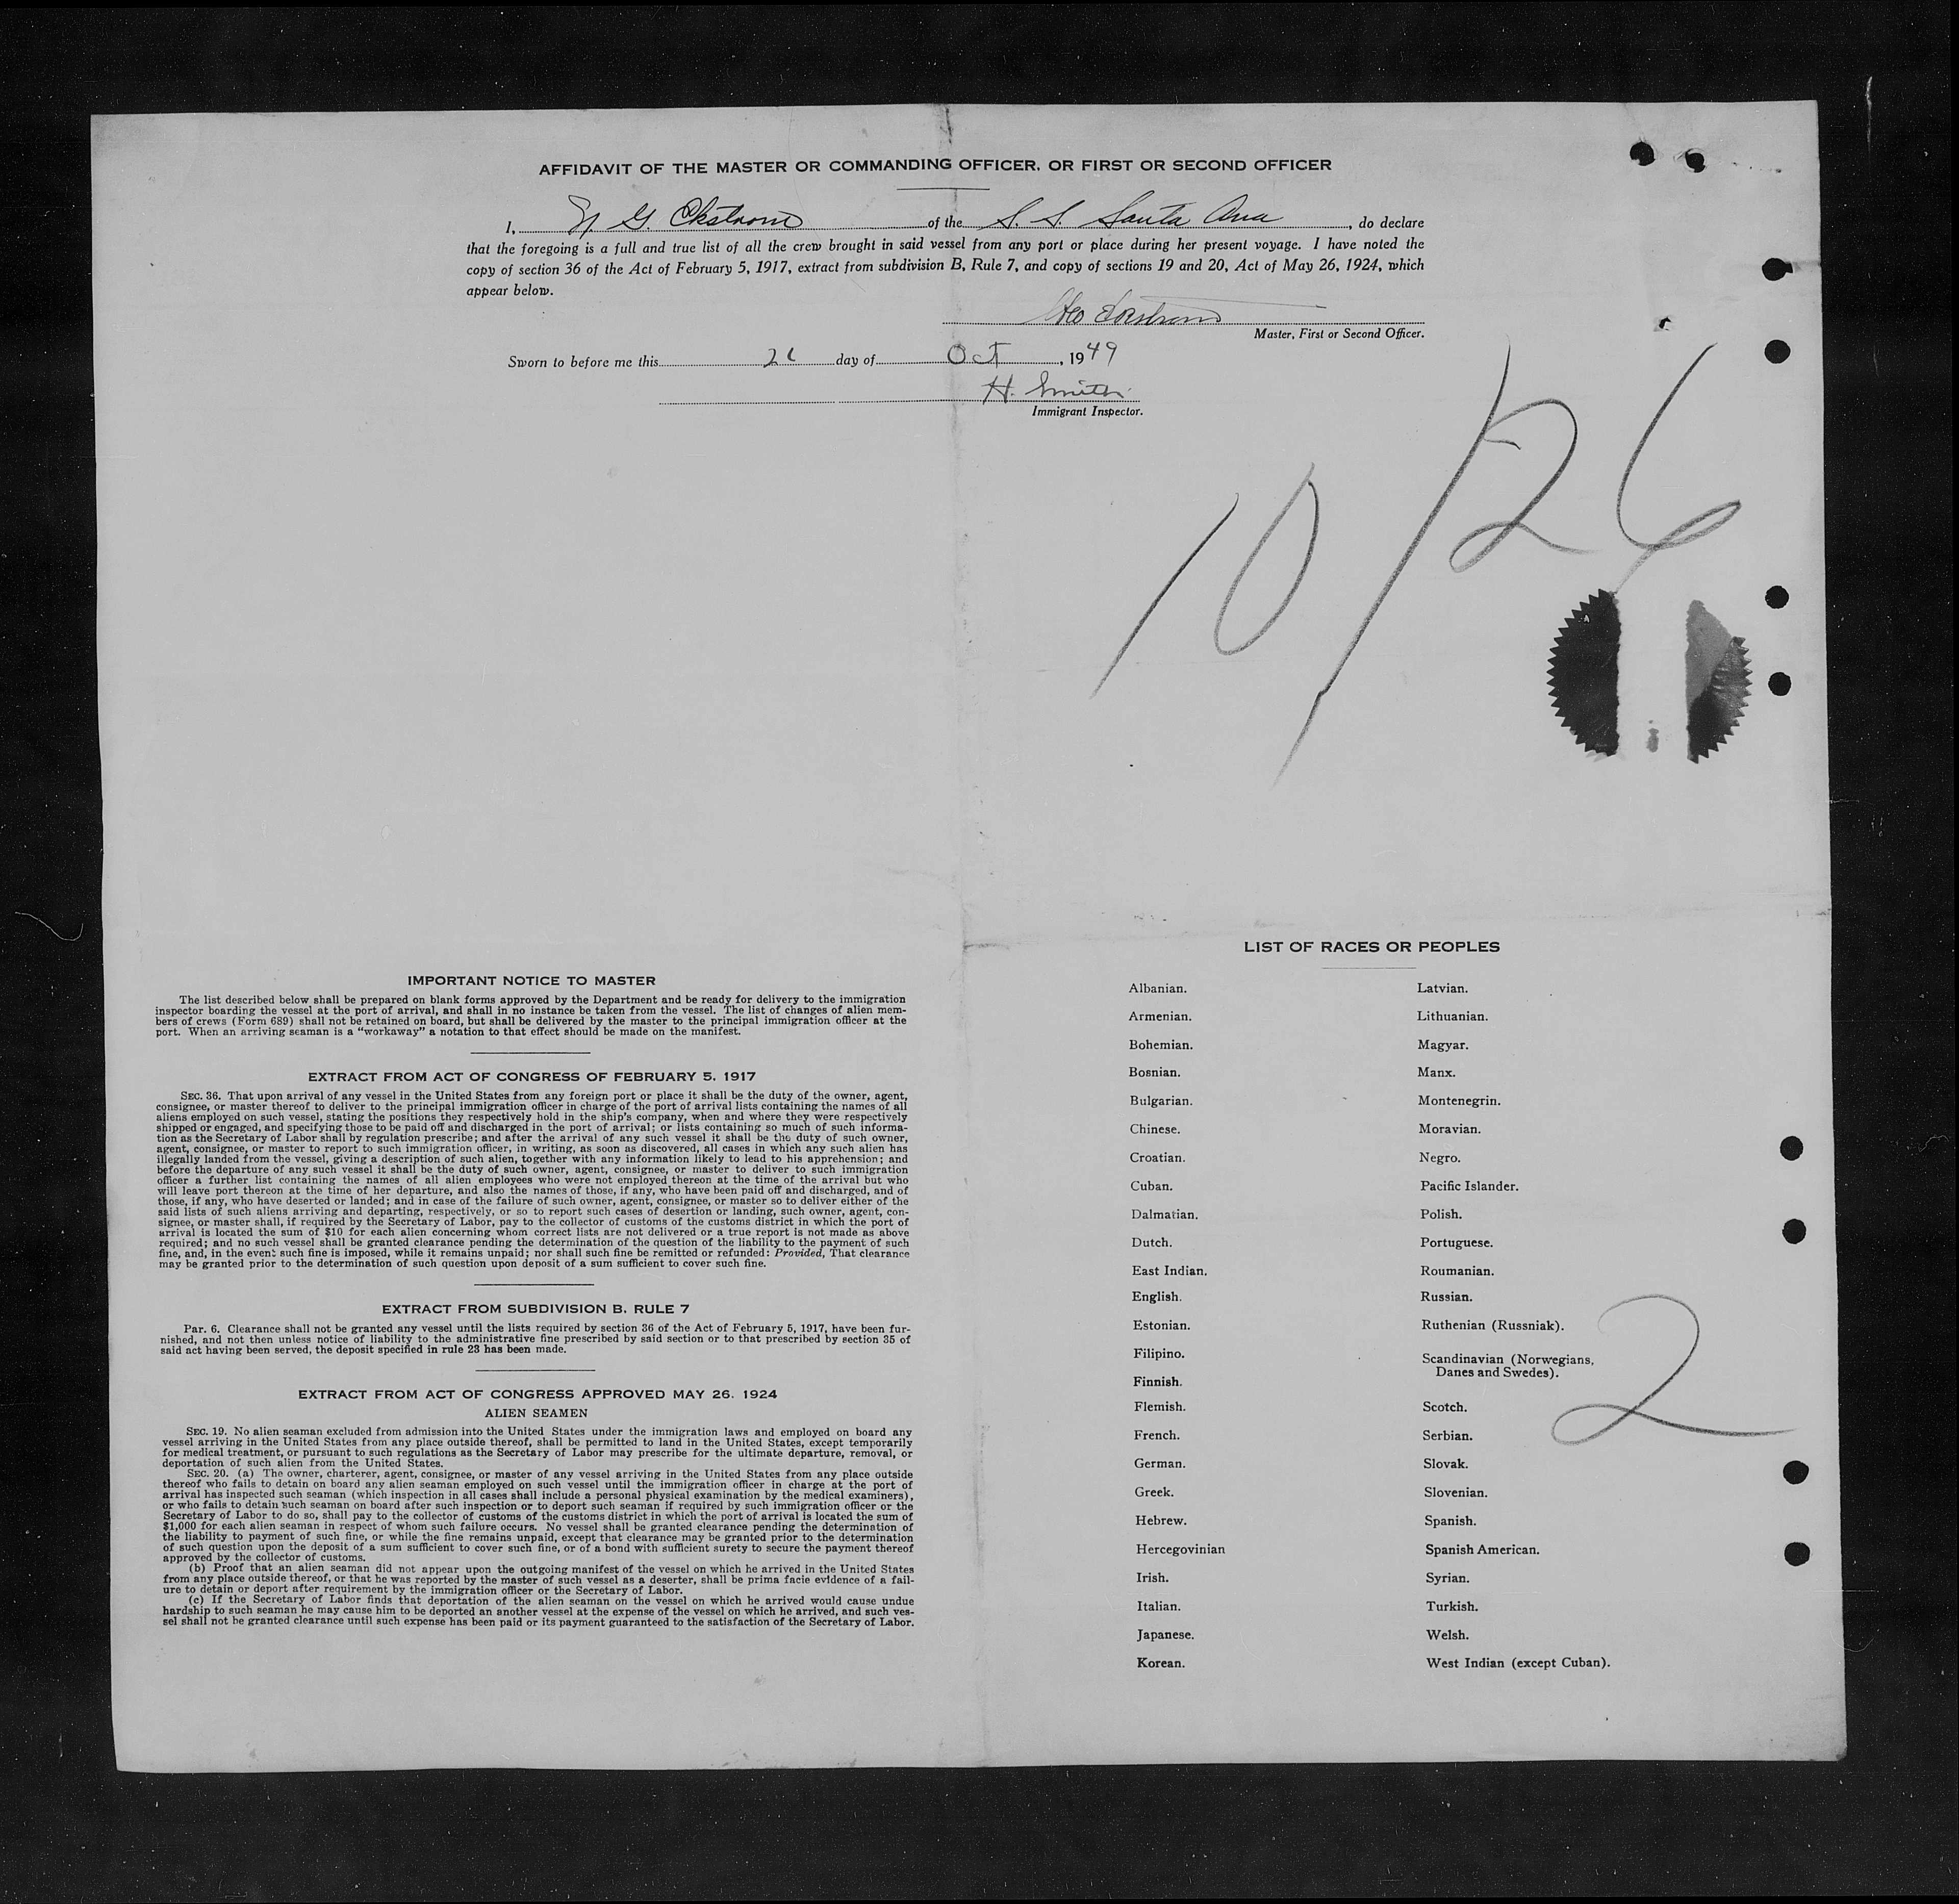 AFFIDAVIT OF THE MASTER OR COMMANDING OFFICER, OR FIRST OR SECOND OFFICER
I, G. of the S. S. Santa Ana, do declare
that the foregoing is a full and true list of all the crew brought in said vessel from any port or place during her present voyage. I have noted the
copy of section 36 of the Act of February 5, 1917, extract from subdivision B, Rule 7, and copy of sections 19 and 20, Act of May 26, 1924, which
appear below.
Master, First or Second Officer.
Sworn to before me this 26 day of Oct, 1949
H. Smith
Immigrant Inspector.
10/26
IMPORTANT NOTICE TO MASTER
The list described below shall be prepared on blank forms approved by the Department and be ready for delivery to the immigration
inspector boarding the vessel at the port of arrival, and shall in no instance be taken from the vessel. The list of changes of alien mem-
bers of crews (Form 689) shall not be retained on board, but shall be delivered by the master to the principal immigration officer at the
port. When an arriving seaman is a "workaway" a notation to that effect should be made on the manifest.
EXTRACT FROM ACT OF CONGRESS OF FEBRUARY 5, 1917
SEC. 36. That upon arrival of any vessel in the United States from any foreign port or place it shall be the duty of the owner, agent,
consignee, or master thereof to deliver to the principal immigration officer in charge of the port of arrival lists containing the names of all
aliens employed on such vessel, stating the positions they respectively hold in the ship's company, when and where they were respectively
shipped or engaged, and specifying those to be paid off and discharged in the port of arrival; or lists containing so much of such informa-
tion as the Secretary of Labor shall by regulation prescribe; and after the arrival of any such vessel it shall be the duty of such owner,
agent, consignee, or master to report to such immigration officer, in writing, as soon as discovered, all cases in which any such alien has
illegally landed from the vessel, giving a description of such alien, together with any information likely to lead to his apprehension; and
before the departure of any such vessel it shall be the duty of such owner, agent, consignee, or master to deliver to such immigration
officer a further list containing the names of all alien employees who were not employed thereon at the time of the arrival but who
will leave port thereon at the time of her departure, and also the names of those, if any, who have been paid off and discharged, and of
those, if any, who have deserted or landed; and in case of the failure of such owner, agent, consignee, or master so to deliver either of the
said lists of such aliens arriving and departing, respectively, or so to report such cases of desertion or landing, such owner, agent, con-
signee, or master shall, if required by the Secretary of Labor, pay to the collector of customs of the customs district in which the port of
arrival is located the sum of $10 for each alien concerning whom correct lists are not delivered or a true report is not made as above
required; and no such vessel shall be granted clearance pending the determination of the question of the liability to the payment of such
fine, and, in the event such fine is imposed, while it remains unpaid; nor shall such fine be remitted or refunded: Provided, That clearance
may be granted prior to the determination of such question upon deposit of a sum sufficient to cover such fine.
EXTRACT FROM SUBDIVISION B, RULE 7
Par. 6. Clearance shall not be granted any vessel until the lists required by section 36 of the Act of February 5, 1917, have been fur-
nished, and not then unless notice of liability to the administrative fine prescribed by said section or to that prescribed by section 35 of
said act having been served, the deposit specified in rule 23 has been made.
EXTRACT FROM ACT OF CONGRESS APPROVED MAY 26, 1924
ALIEN SEAMEN
SEC. 19. No alien seaman excluded from admission into the United States under the immigration laws and employed on board any
vessel arriving in the United States from any place outside thereof, shall be permitted to land in the United States, except temporarily
for medical treatment, or pursuant to such regulations as the Secretary of Labor may prescribe for the ultimate departure, removal, or
deportation of such alien from the United States.
SEC. 20. (a) The owner, charterer, agent, consignee, or master of any vessel arriving in the United States from any place outside
thereof who fails to detain on board any alien seaman employed on such vessel until the immigration officer in charge at the port of
arrival has inspected such seaman (which inspection in all cases shall include a personal physical examination by the medical examiners),
or who fails to detain such seaman on board after such inspection or to deport such seaman if required by such immigration officer or the
Secretary of Labor to do so, shall pay to the collector of customs of the customs district in which the port of arrival is located the sum of
$1,000 for each alien seaman in respect of whom such failure occurs. No vessel shall be granted clearance pending the determination of
the liability to payment of such fine, or while the fine remains unpaid, except that clearance may be granted prior to the determination
of such question upon the deposit of a sum sufficient to cover such fine, or of a bond with sufficient surety to secure the payment thereof
approved by the collector of customs.
(b) Proof that an alien seaman did not appear upon the outgoing manifest of the vessel on which he arrived in the United States
from any place outside thereof, or that he was reported by the master of such vessel as a deserter, shall be prima facie evidence of a fail-
ure to detain or deport after requirement by the immigration officer or the Secretary of Labor.
(c) If the Secretary of Labor finds that deportation of the alien seaman on the vessel on which he arrived would cause undue
hardship to such seaman he may cause him to be deported an another vessel at the expense of the vessel on which he arrived, and such ves-
sel shall not be granted clearance until such expense has been paid or its payment guaranteed to the satisfaction of the Secretary of Labor.
LIST OF RACES OR PEOPLES
Albanian.
Armenian.
Bohemian.
Bosnian.
Bulgarian.
Chinese.
Croatian.
Cuban.
Dalmatian.
Dutch.
East Indian.
English.
Estonian.
Filipino.
Finnish.
Flemish.
French.
German.
Greek.
Hebrew.
Hercegovinian
Irish.
Italian.
Japanese.
Korean.
Latvian.
Lithuanian.
Magyar.
Manx.
Montenegrin.
Moravian.
Negro.
Pacific Islander.
Polish.
Portuguese.
Roumanian.
Russian.
Ruthenian (Russniak).
Scandinavian (Norwegians,
Danes and Swedes).
Scotch.
Serbian.
Slovak.
Slovenian.
Spanish.
Spanish American.
Syrian.
Turkish.
Welsh.
West Indian (except Cuban).
2